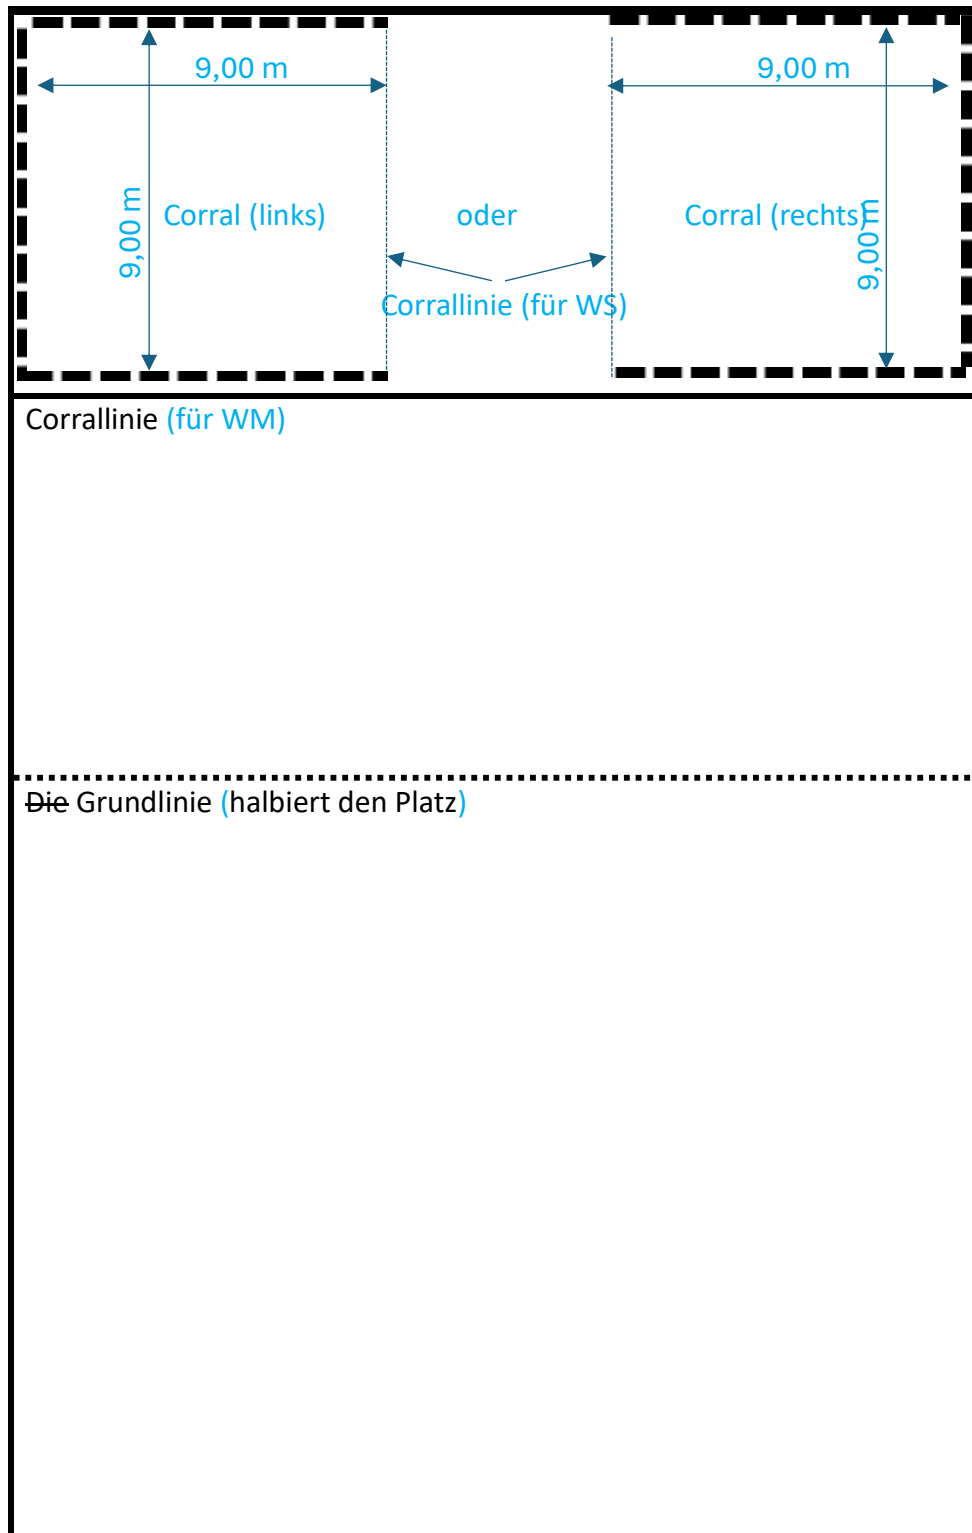 9,00 m
9,00 m
9,00 m
Corral (links)
oder
Corral (rechts)
9,00 m
Corrallinie (für WS)
Corrallinie (für WM)
Die Grundlinie (halbiert den Platz)